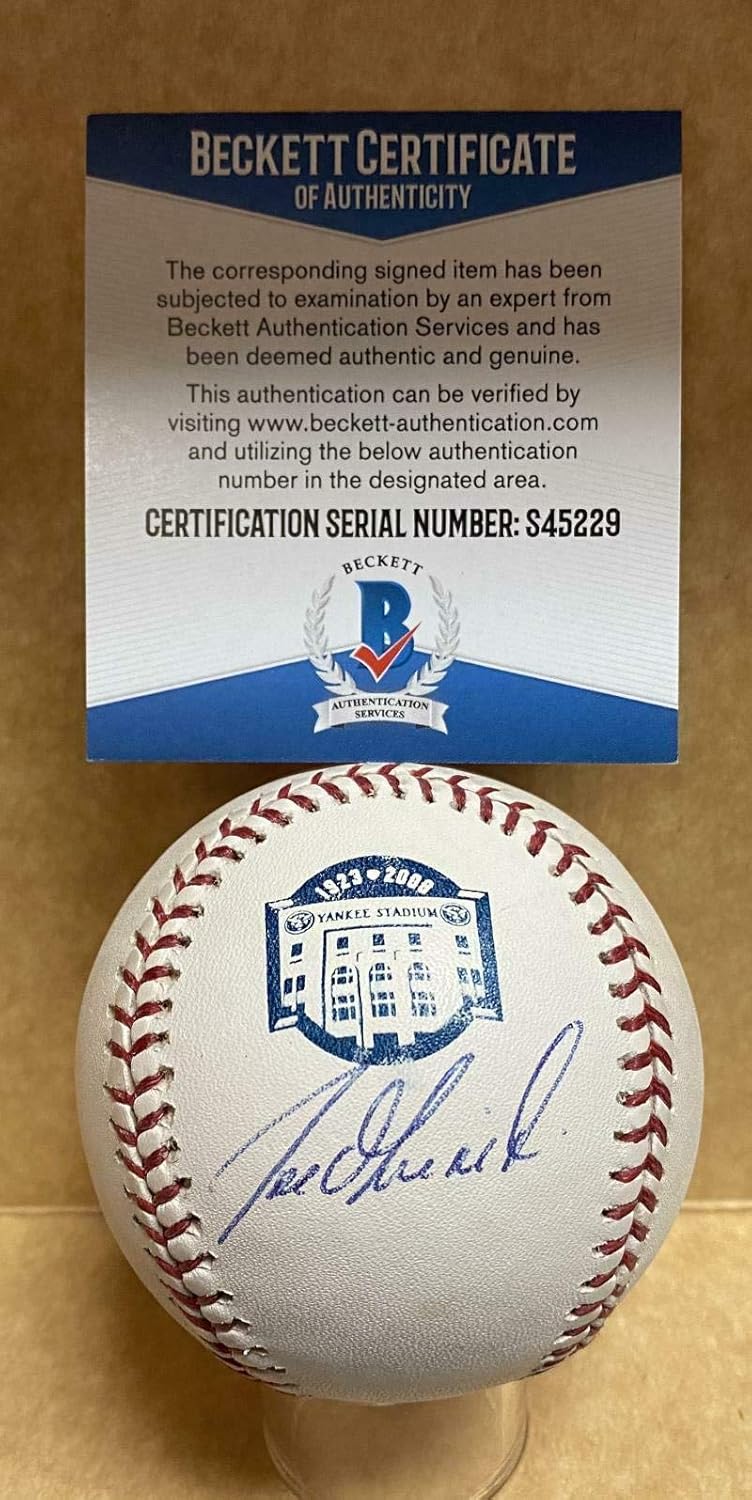 BECKETT CERTIFICATE
OF AUTHENTICITY
The corresponding signed item has been
subjected to examination by an expert from
Beckett Authentication Services and has
been deemed authentic and genuine.
This authentication can be verified by
visiting www.beckett-authentication.com
and utilizing the below authentication
number in the designated area.
CERTIFICATION SERIAL NUMBER: S45229
BECKETT
B
AUTHENTICATION
SERVICES
1923 • 2008
YANKEE STADIUM